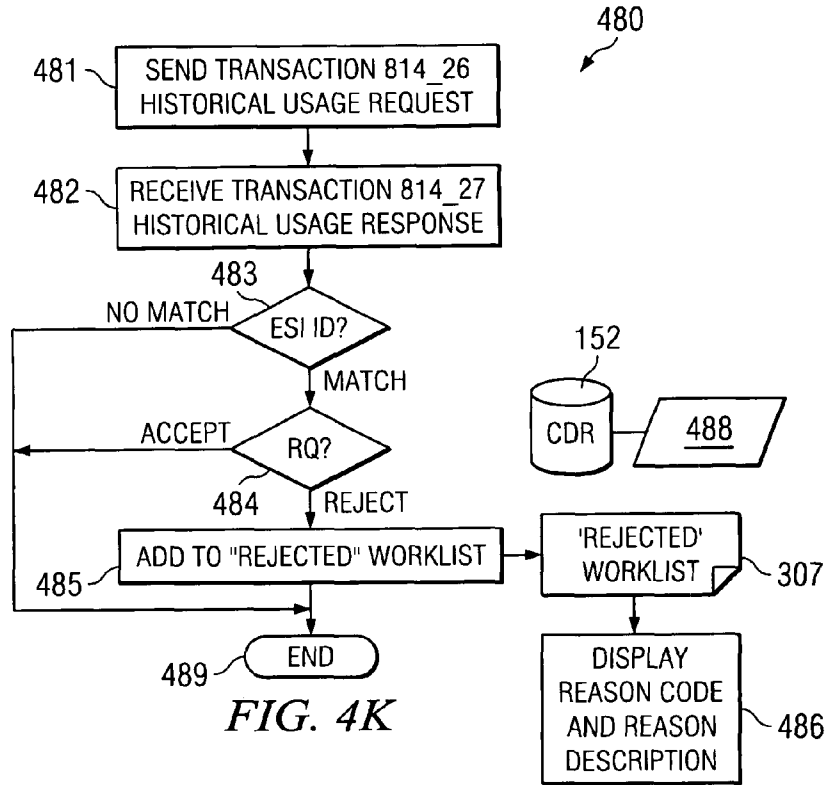 480
481
SEND TRANSACTION 814_26
HISTORICAL USAGE REQUEST
482
RECEIVE TRANSACTION 814_27
HISTORICAL USAGE RESPONSE
483
NO MATCH
ESI ID?
MATCH
152
CDR
488
ACCEPT
RQ?
484
REJECT
485
ADD TO "REJECTED" WORKLIST
'REJECTED'
WORKLIST
307
489
END
DISPLAY
REASON CODE
AND REASON
DESCRIPTION
486
FIG. 4K